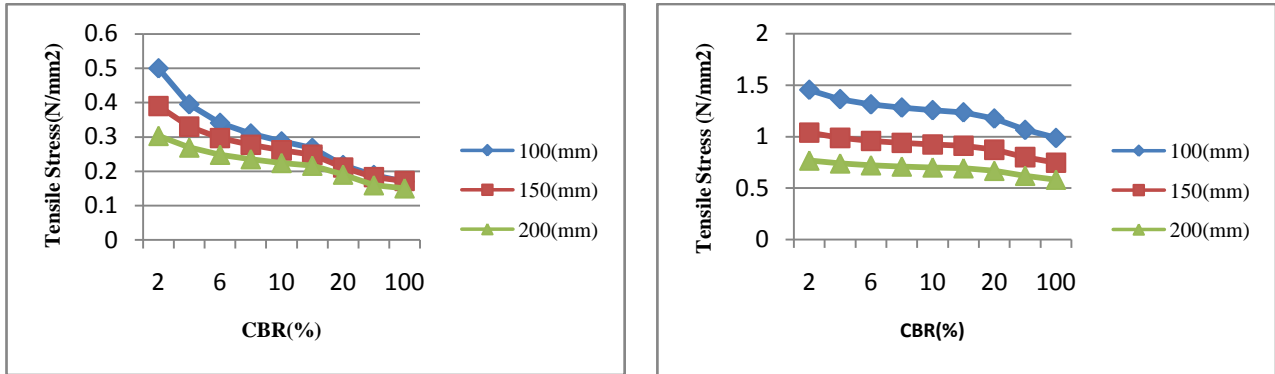 Tensile Stress(N/mm2)
0.6
0.5
0.4
0.3
0.2
0.1
0
2 6 10 20 100
CBR(%)
100(mm)
150(mm)
200(mm)
Tensile Stress (N/mm2)
2
1.5
1
0.5
0
2 6 10 20 100
CBR(%)
100(mm)
150(mm)
200(mm)